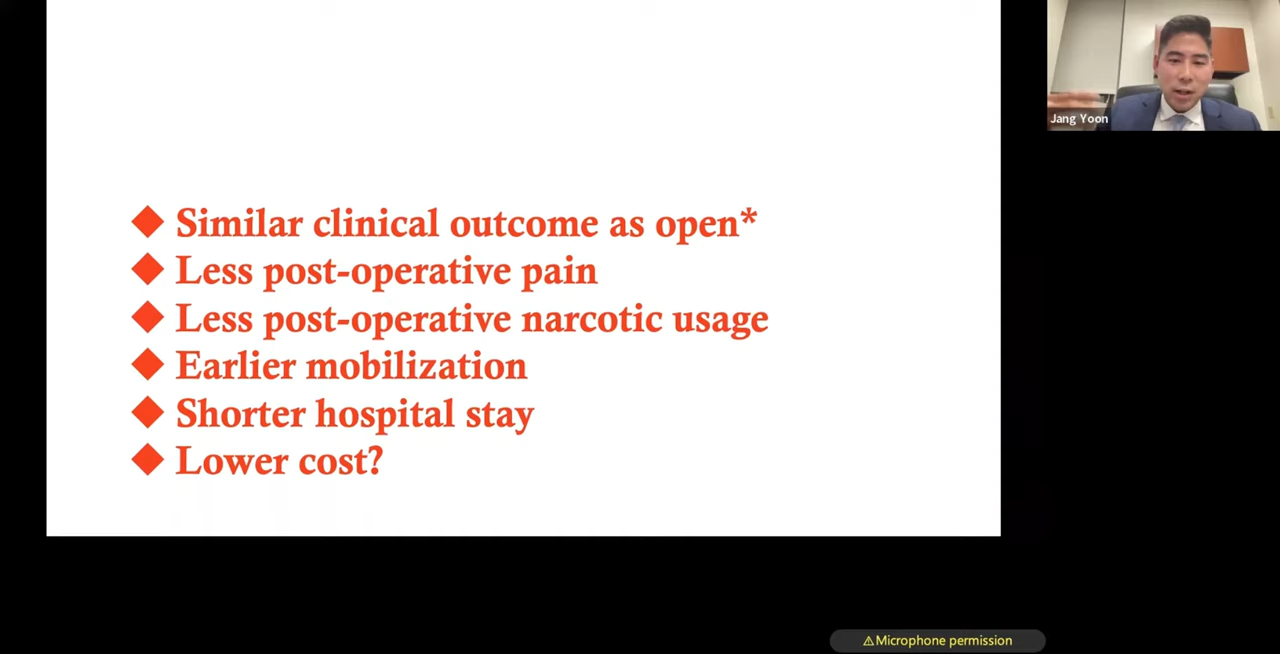 ◆ Similar clinical outcome as open*
◆ Less post-operative pain
◆ Less post-operative narcotic usage
◆ Earlier mobilization
◆ Shorter hospital stay
◆ Lower cost?
Jang Yoon
⚠Microphone permission